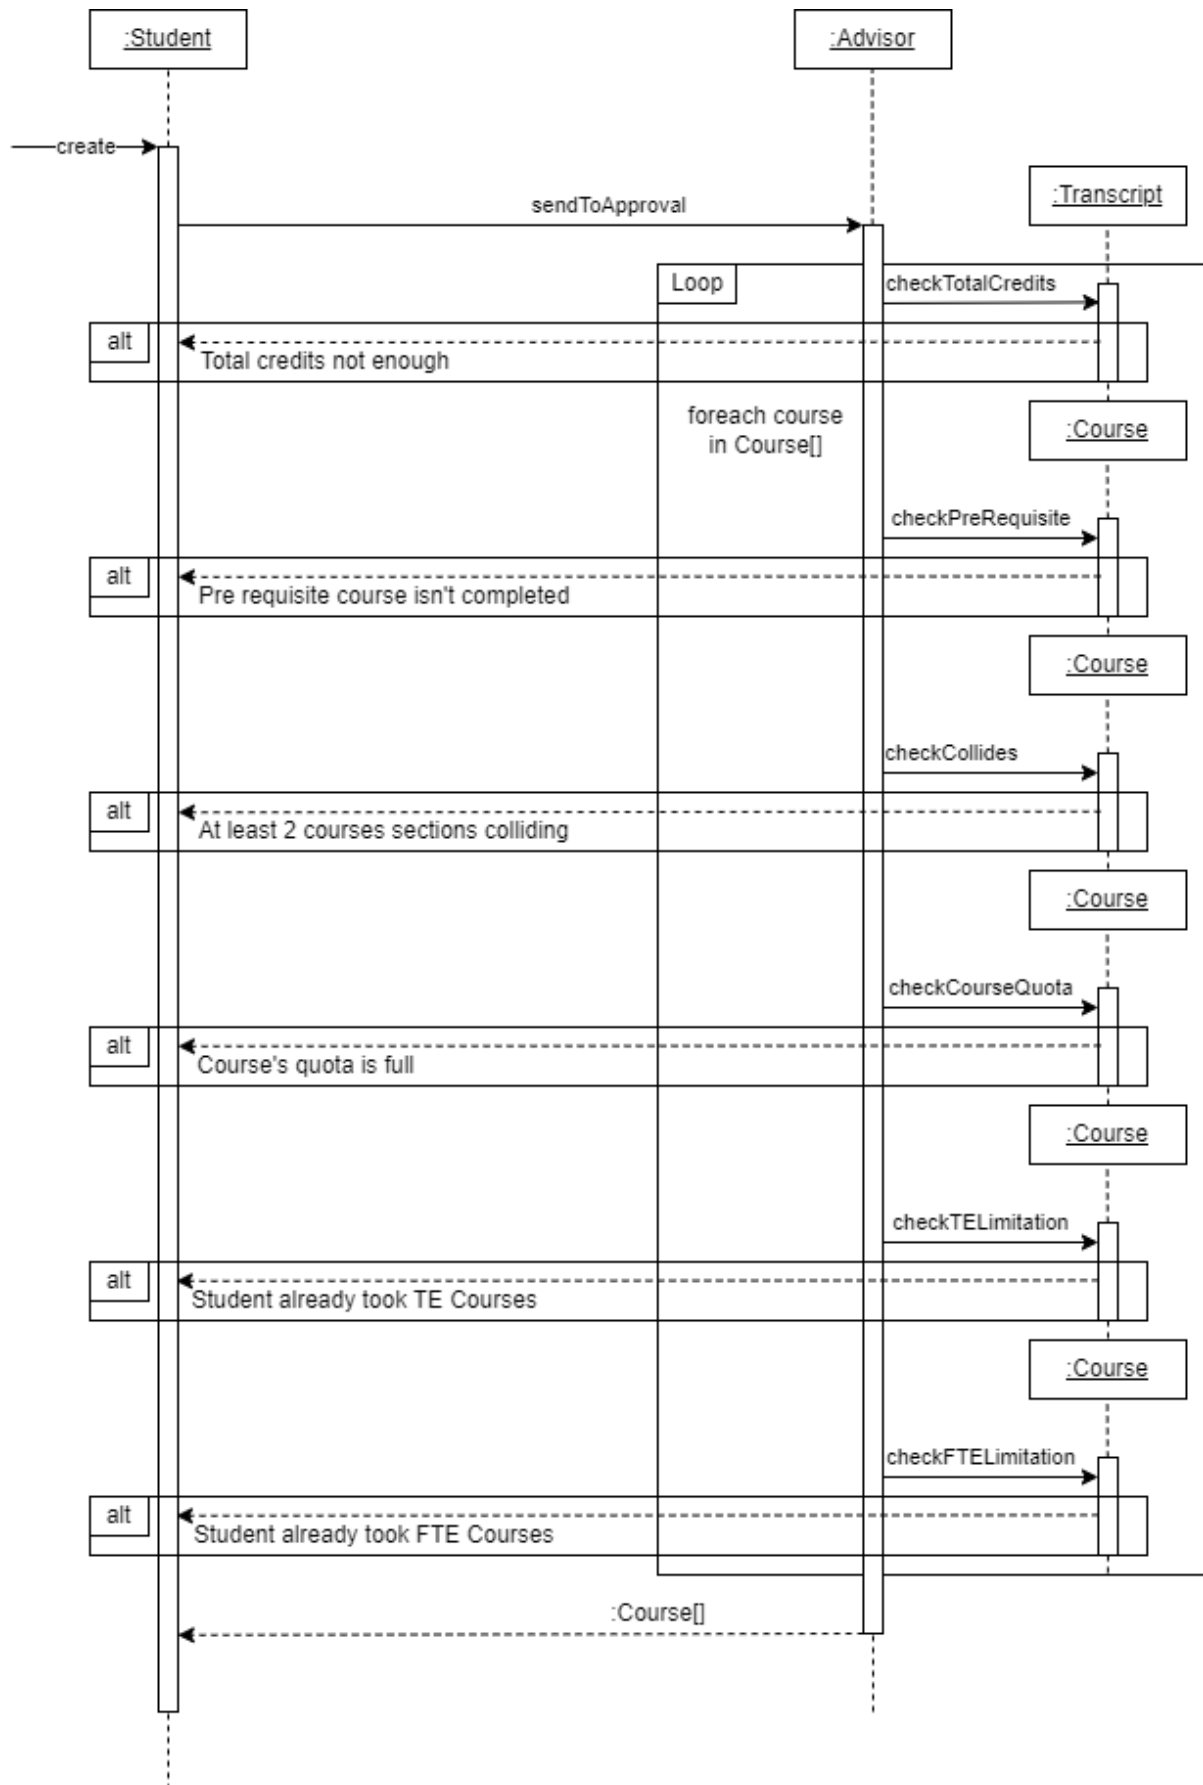 :Student
:Advisor
create
:Transcript
sendToApproval
Loop
checkTotalCredits
alt
Total credits not enough
foreach course
in Course[]
:Course
checkPreRequisite
alt
Pre requisite course isn't completed
:Course
checkCollides
alt
At least 2 courses sections colliding
:Course
checkCourseQuota
alt
Course's quota is full
:Course
checkTELimitation
alt
Student already took TE Courses
:Course
checkFTELimitation
alt
Student already took FTE Courses
:Course[]